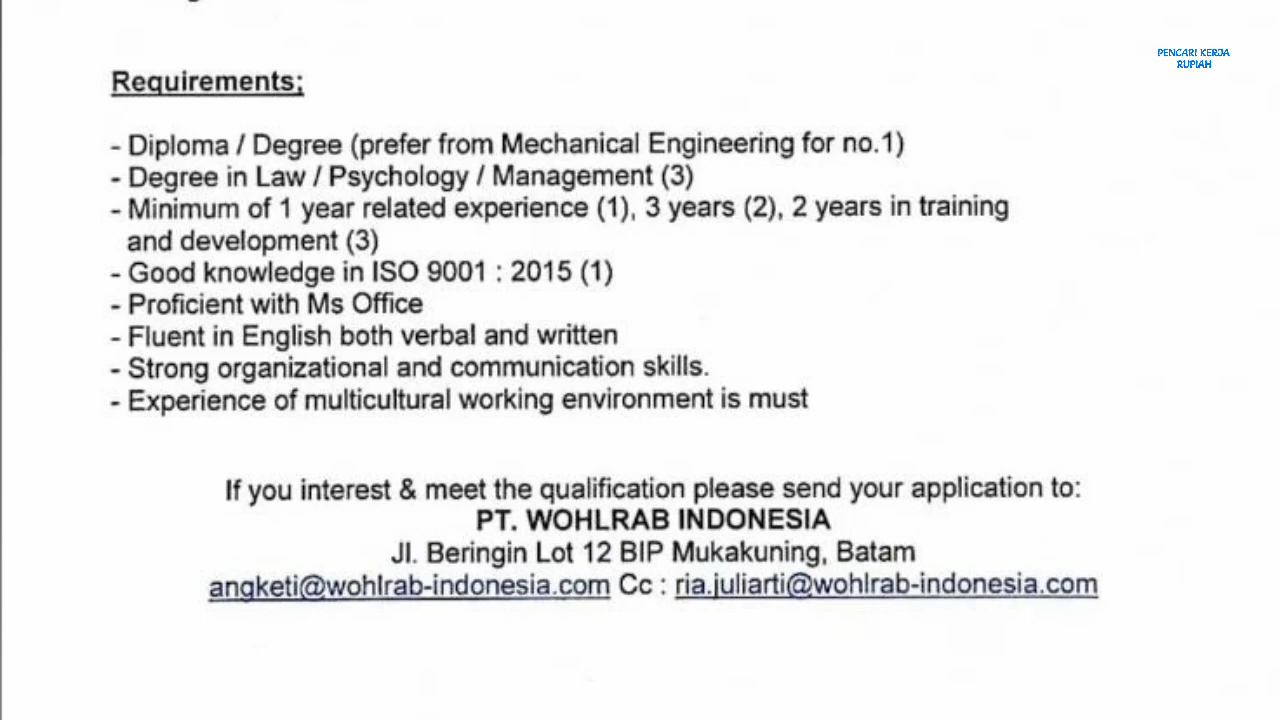 PENCARI KERJA
RUPIAH
Requirements;
- Diploma / Degree (prefer from Mechanical Engineering for no.1)
- Degree in Law / Psychology / Management (3)
- Minimum of 1 year related experience (1), 3 years (2), 2 years in training
and development (3)
- Good knowledge in ISO 9001 : 2015 (1)
- Proficient with Ms Office
- Fluent in English both verbal and written
- Strong organizational and communication skills.
- Experience of multicultural working environment is must
If you interest & meet the qualification please send your application to:
PT. WOHLRAB INDONESIA
Jl. Beringin Lot 12 BIP Mukakuning, Batam
angketi@wohlrab-indonesia.com Cc : ria.juliarti@wohlrab-indonesia.com